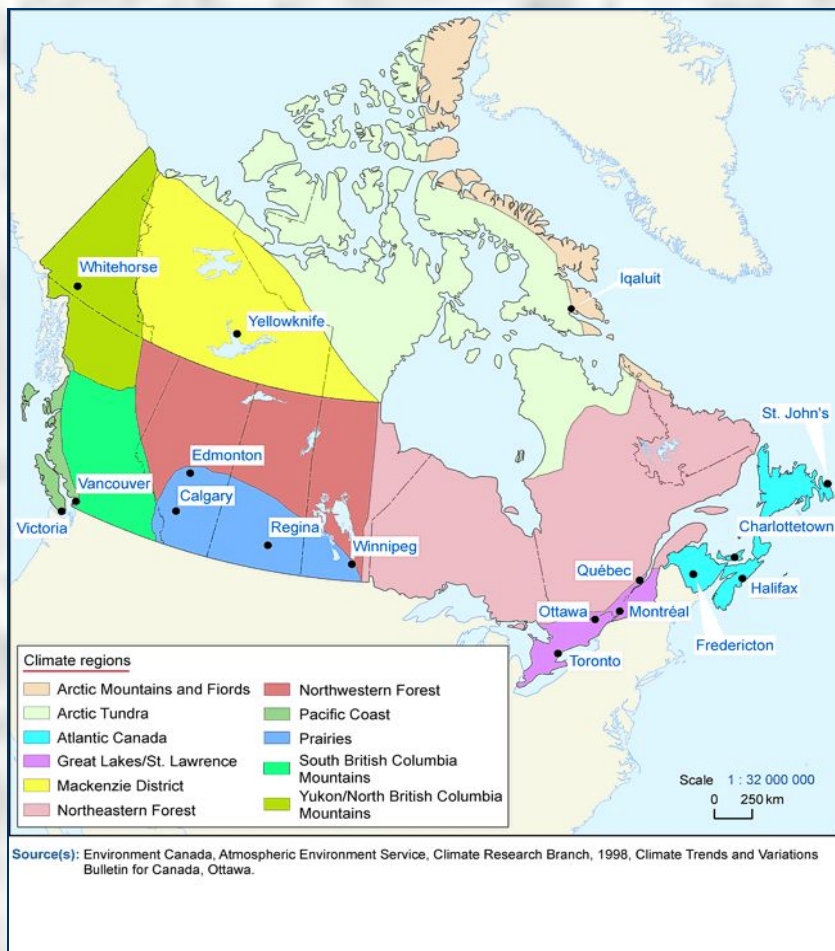 Whitehorse
Yellowknife
Iqaluit
St. John's
Edmonton
Vancouver
Calgary
Victoria
Regina
Winnipeg
Charlottetown
Québec
Halifax
Ottawa
Montréal
Fredericton
Toronto
Climate regions
Arctic Mountains and Fiords
Arctic Tundra
Atlantic Canada
Great Lakes/St. Lawrence
Mackenzie District
Northeastern Forest
Northwestern Forest
Pacific Coast
Prairies
South British Columbia
Mountains
Yukon/North British Columbia
Mountains
Scale 1 : 32 000 000
0 250 km
Source(s): Environment Canada, Atmospheric Environment Service, Climate Research Branch, 1998, Climate Trends and Variations
Bulletin for Canada, Ottawa.